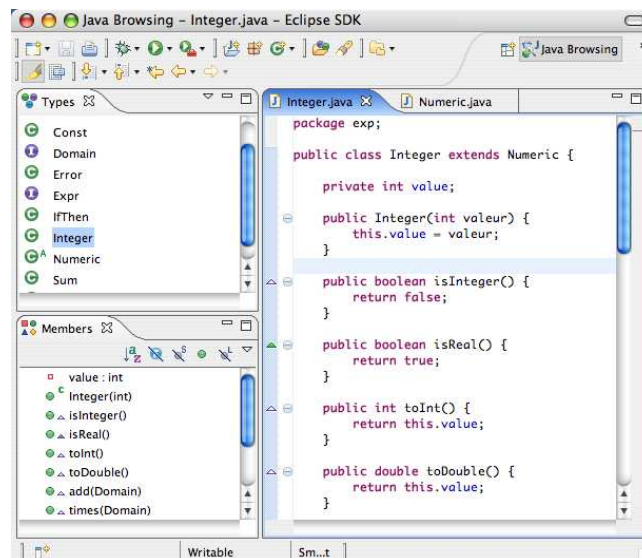 Java Browsing – Integer.java – Eclipse SDK
Java Browsing
Types
Const
Domain
Error
Expr
IfThen
Integer
Numeric
Sum
Members
value : int
Integer(int)
isInteger()
isReal()
toInt()
toDouble()
add(Domain)
times(Domain)
Integer.java
Numeric.java
package exp;
public class Integer extends Numeric {
private int value;
public Integer(int valeur) {
this.value = valeur;
}
public boolean isInteger() {
return false;
}
public boolean isReal() {
return true;
}
public int toInt() {
return this.value;
}
public double toDouble() {
return this.value;
}
Writable
Sm...t